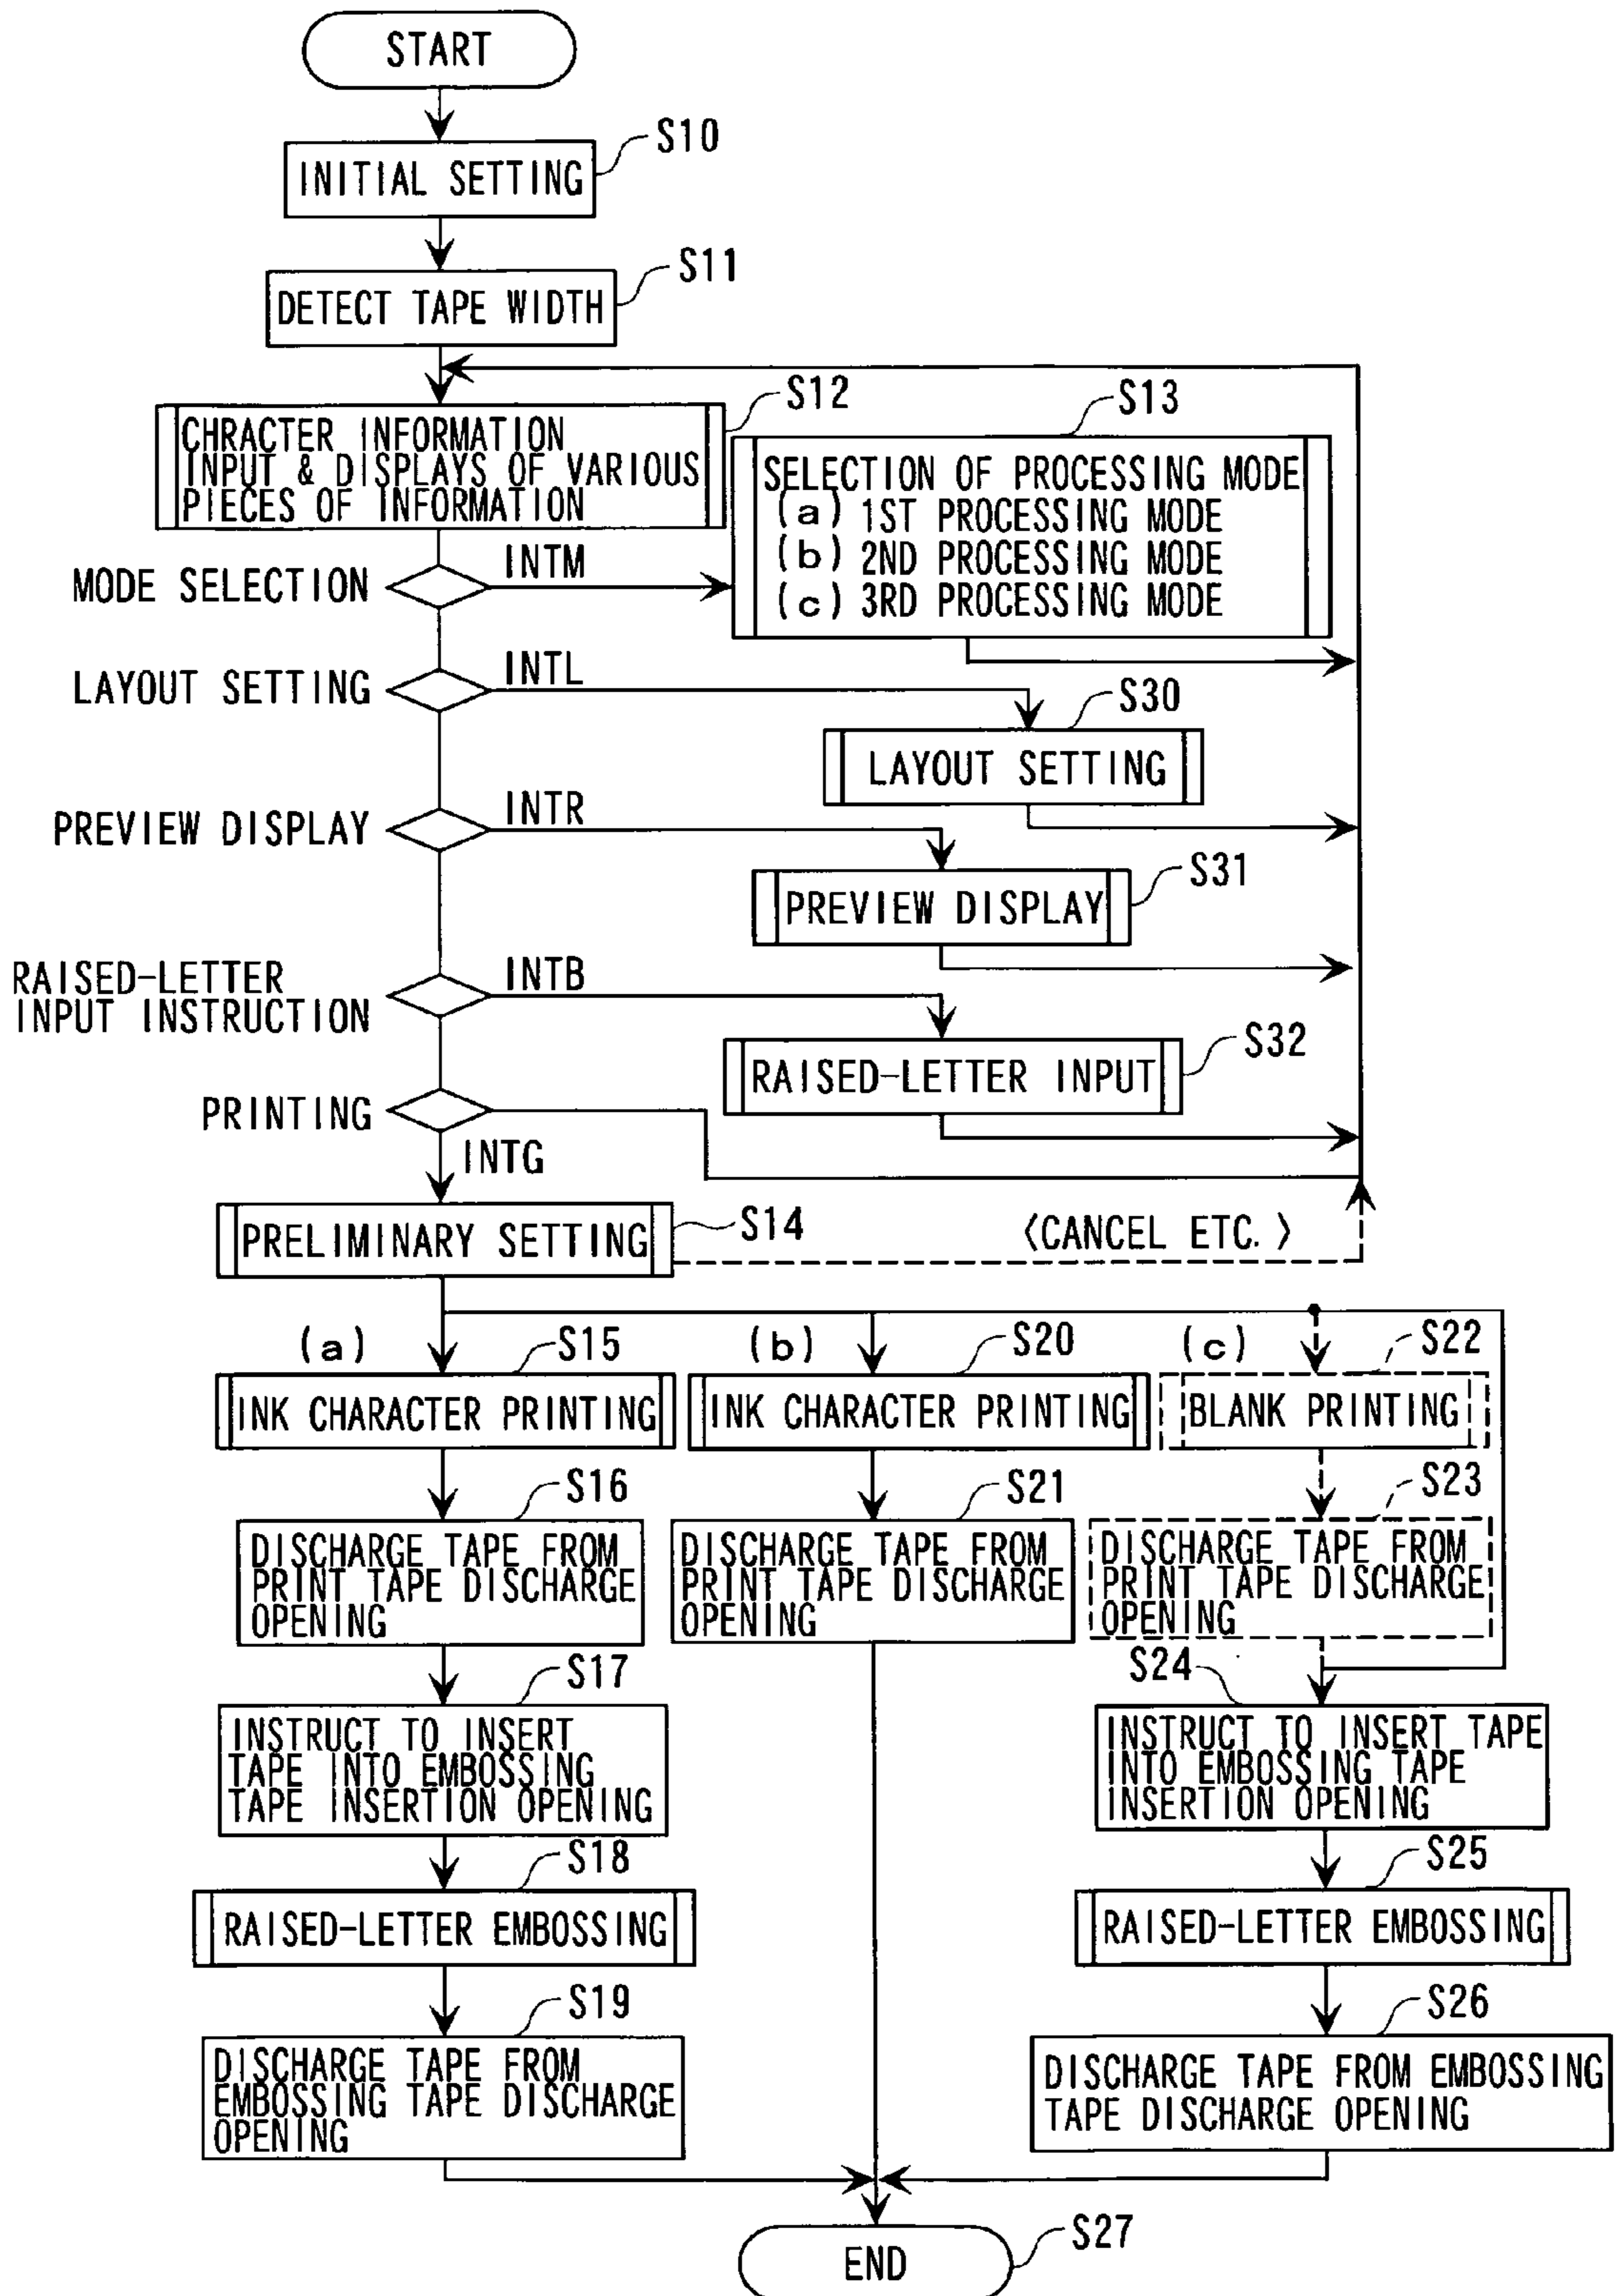 START
S10
INITIAL SETTING
S11
DETECT TAPE WIDTH
S12
CHRACTER INFORMATION
INPUT & DISPLAYS OF VARIOUS
PIECES OF INFORMATION
S13
SELECTION OF PROCESSING MODE
(a) 1ST PROCESSING MODE
(b) 2ND PROCESSING MODE
(c) 3RD PROCESSING MODE
MODE SELECTION
INTM
LAYOUT SETTING
INTL
S30
LAYOUT SETTING
PREVIEW DISPLAY
INTR
S31
PREVIEW DISPLAY
RAISED-LETTER
INPUT INSTRUCTION
INTB
S32
RAISED-LETTER INPUT
PRINTING
INTG
S14
PRELIMINARY SETTING
<CANCEL ETC. >
(a)
S15
INK CHARACTER PRINTING
(b)
S20
INK CHARACTER PRINTING
(c)
S22
BLANK PRINTING
S16
DISCHARGE TAPE FROM
PRINT TAPE DISCHARGE
OPENING
S21
DISCHARGE TAPE FROM
PRINT TAPE DISCHARGE
OPENING
S23
DISCHARGE TAPE FROM
PRINT TAPE DISCHARGE
OPENING
S17
INSTRUCT TO INSERT
TAPE INTO EMBOSSING
TAPE INSERTION OPENING
S24
INSTRUCT TO INSERT TAPE
INTO EMBOSSING TAPE
INSERTION OPENING
S18
RAISED-LETTER EMBOSSING
S25
RAISED-LETTER EMBOSSING
S19
DISCHARGE TAPE FROM
EMBOSSING TAPE DISCHARGE
OPENING
S26
DISCHARGE TAPE FROM EMBOSSING
TAPE DISCHARGE OPENING
S27
END